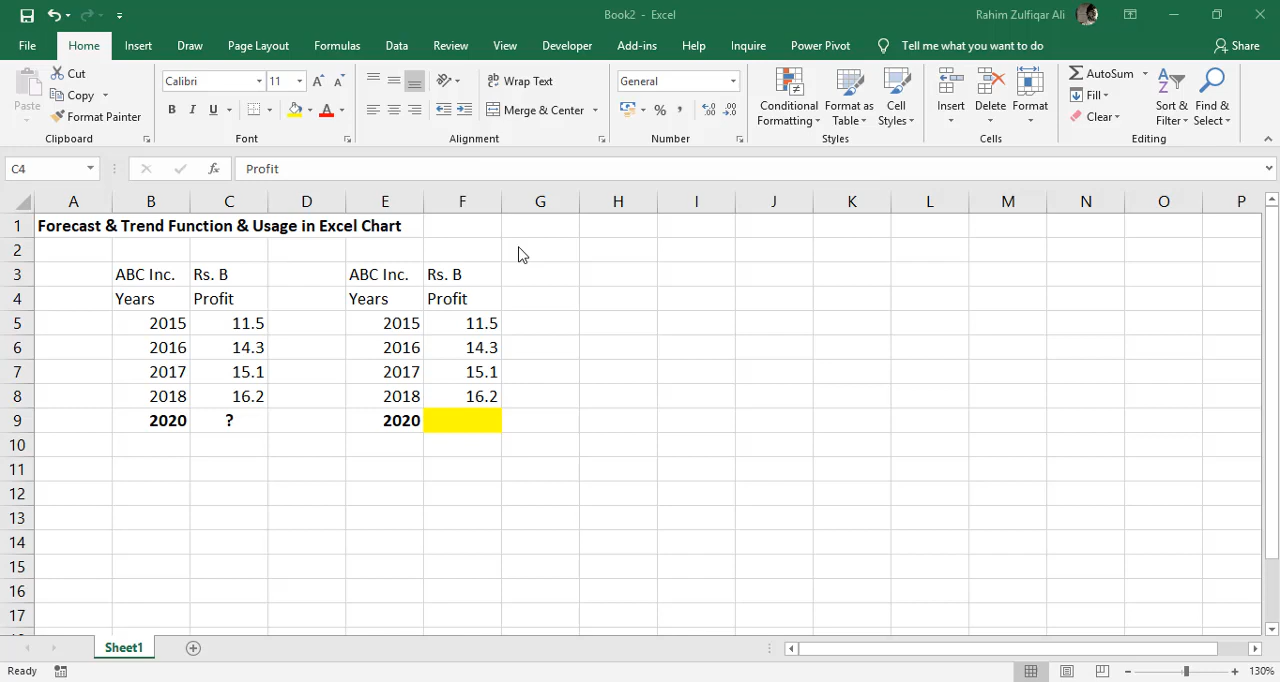 Book2 - Excel
Rahim Zulfiqar Ali
File Home Insert Draw Page Layout Formulas Data Review View Developer Add-ins Help Inquire Power Pivot Tell me what you want to do Share
Paste
Cut
Copy
Format Painter
Clipboard
Calibri 11
B I U
Font
Wrap Text
Merge & Center
Alignment
General
Number
Conditional Formatting
Format as Table
Cell Styles
Styles
Insert Delete Format
Cells
AutoSum
Fill
Clear
Sort & Filter
Find & Select
Editing
C4 fx Profit
A B C D E F G H I J K L M N O P
1 Forecast & Trend Function & Usage in Excel Chart
2
3 ABC Inc. Rs. B ABC Inc. Rs. B
4 Years Profit Years Profit
5 2015 11.5 2015 11.5
6 2016 14.3 2016 14.3
7 2017 15.1 2017 15.1
8 2018 16.2 2018 16.2
9 2020 ? 2020
10
11
12
13
14
15
16
17
Sheet1
Ready 130%